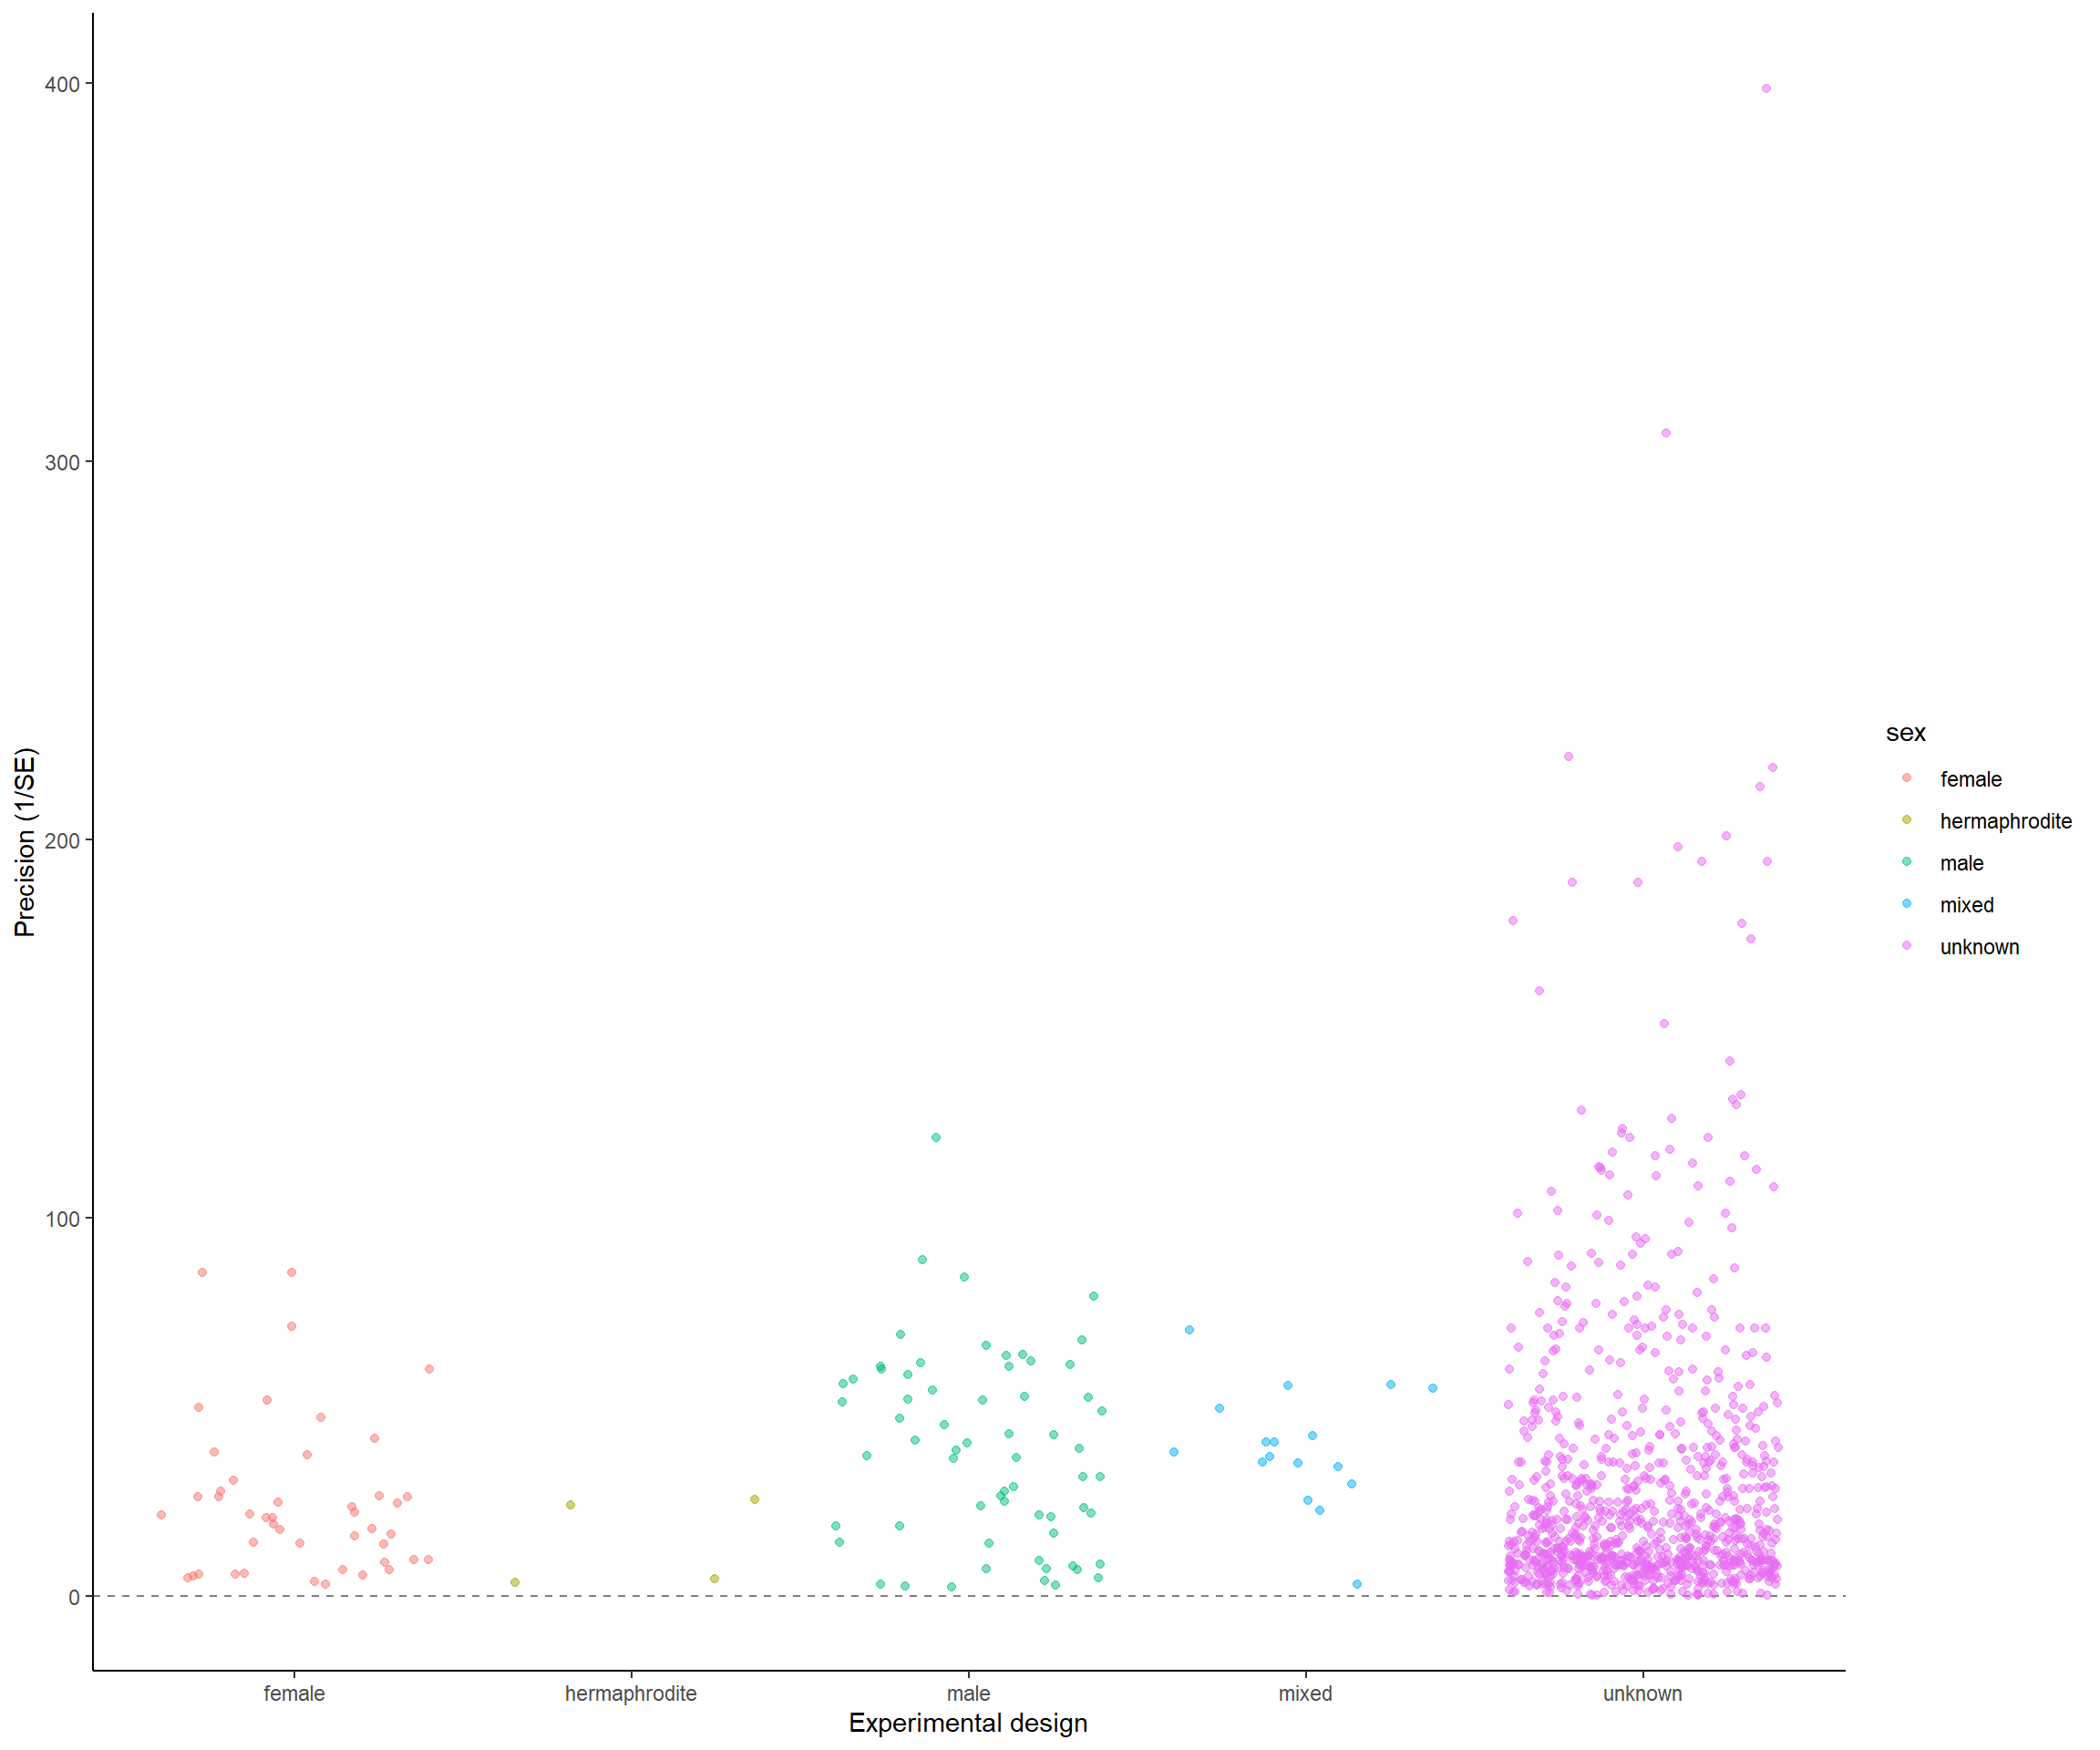 Precision (1/SE)
400
300
200
100
0
female
hermaphrodite
male
mixed
unknown
Experimental design
sex
female
hermaphrodite
male
mixed
unknown